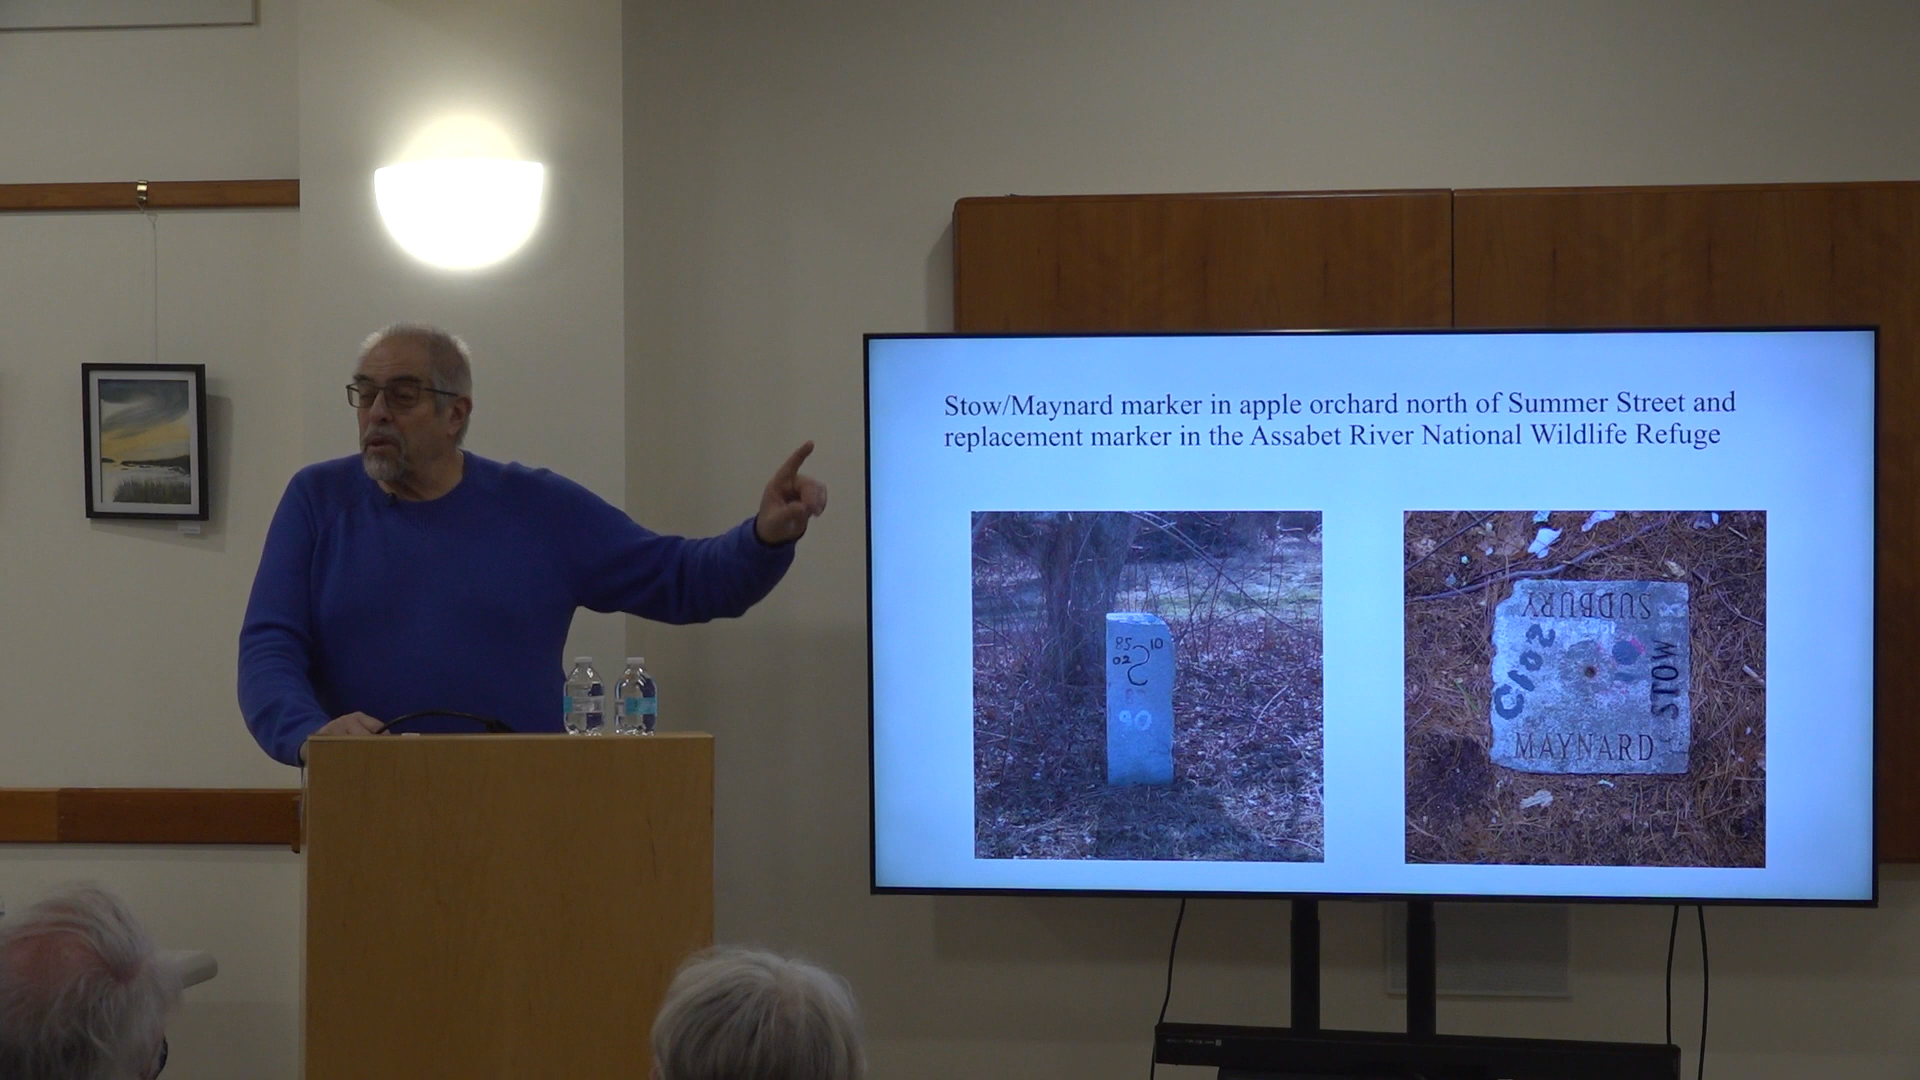 Stow/Maynard marker in apple orchard north of Summer Street and
replacement marker in the Assabet River National Wildlife Refuge
85 10
02 S
90
SUDBURY
STOW
MAYNARD